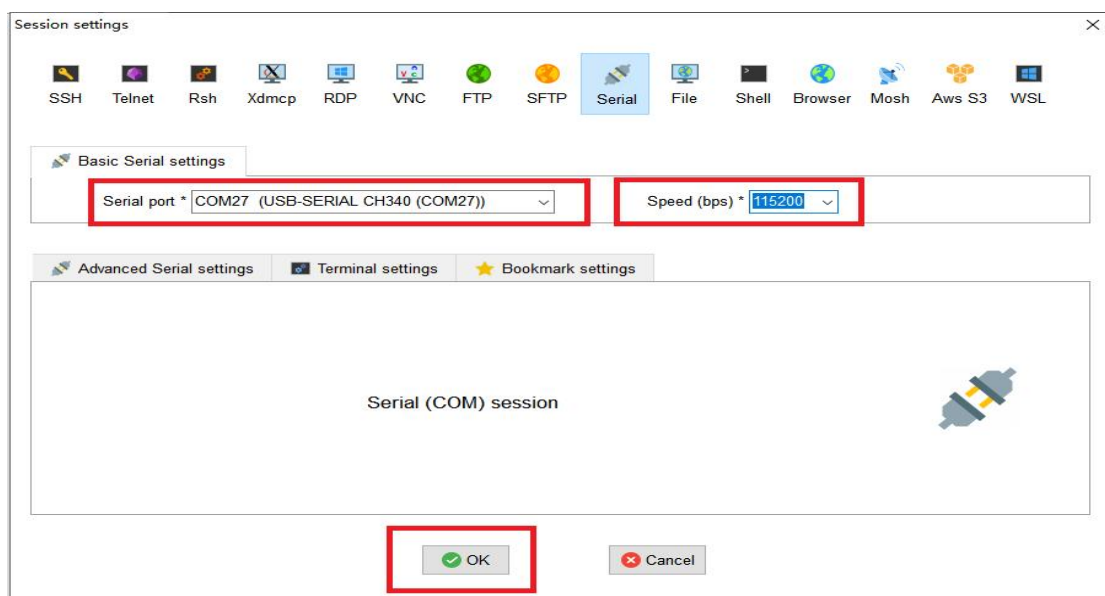 Session settings
SSH Telnet Rsh Xdmcp RDP VNC FTP SFTP Serial File Shell Browser Mosh Aws S3 WSL
Basic Serial settings
Serial port * COM27 (USB-SERIAL CH340 (COM27)) Speed (bps) * 115200
Advanced Serial settings Terminal settings Bookmark settings
Serial (COM) session
OK Cancel